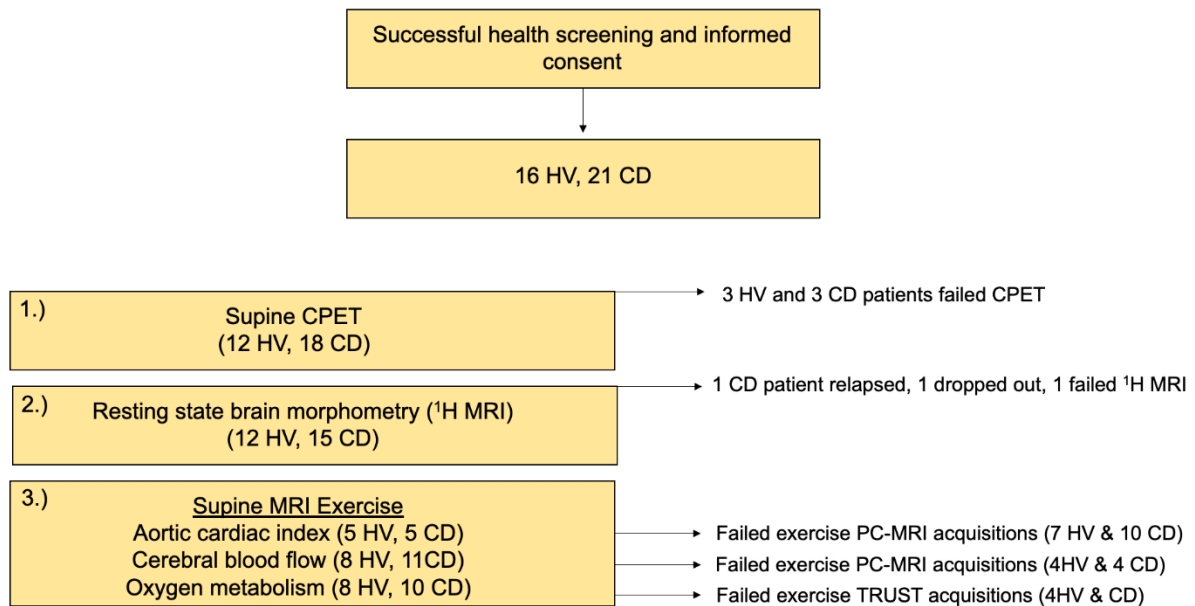 Successful health screening and informed
consent
16 HV, 21 CD
1.)
Supine CPET
(12 HV, 18 CD)
3 HV and 3 CD patients failed CPET
2.)
Resting state brain morphometry (¹H MRI)
(12 HV, 15 CD)
1 CD patient relapsed, 1 dropped out, 1 failed ¹H MRI
3.)
Supine MRI Exercise
Aortic cardiac index (5 HV, 5 CD)
Failed exercise PC-MRI acquisitions (7 HV & 10 CD)
Cerebral blood flow (8 HV, 11CD)
Failed exercise PC-MRI acquisitions (4HV & 4 CD)
Oxygen metabolism (8 HV, 10 CD)
Failed exercise TRUST acquisitions (4HV & CD)